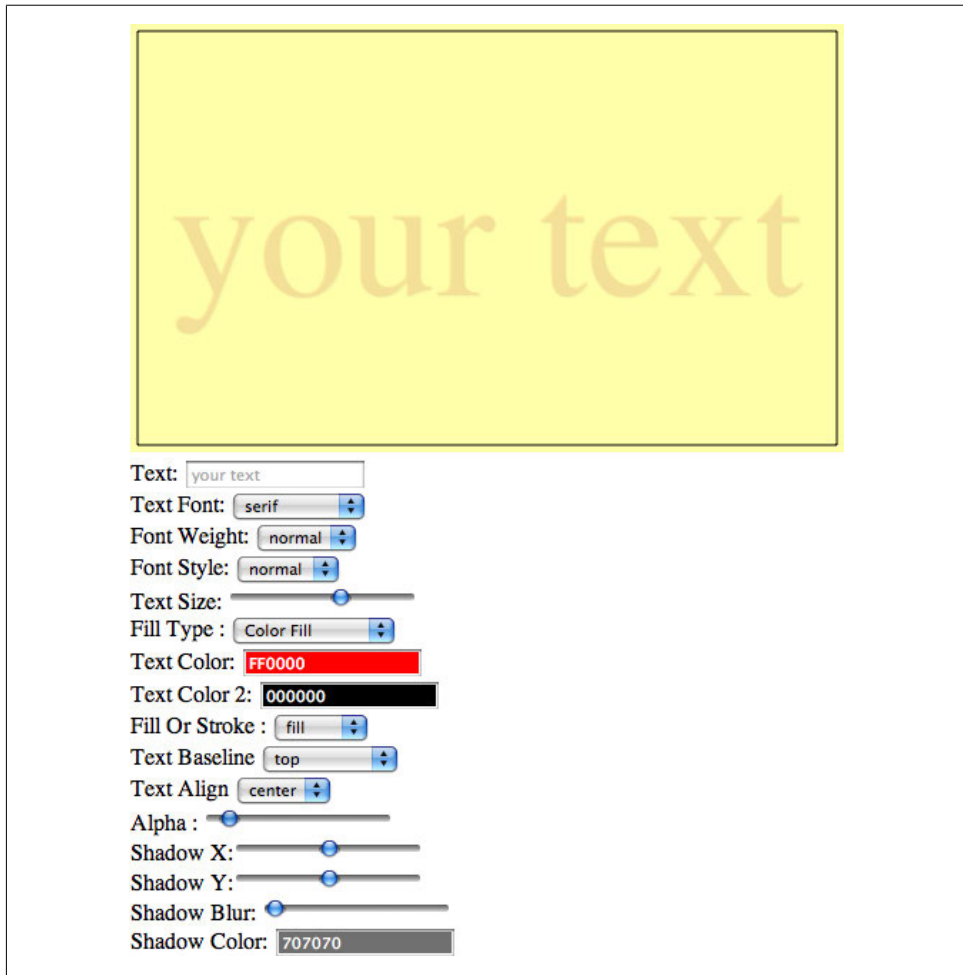 your text
Text: your text
Text Font: serif
Font Weight: normal
Font Style: normal
Text Size:
Fill Type : Color Fill
Text Color: FF0000
Text Color 2: 000000
Fill Or Stroke : fill
Text Baseline top
Text Align center
Alpha :
Shadow X:
Shadow Y:
Shadow Blur:
Shadow Color: 707070